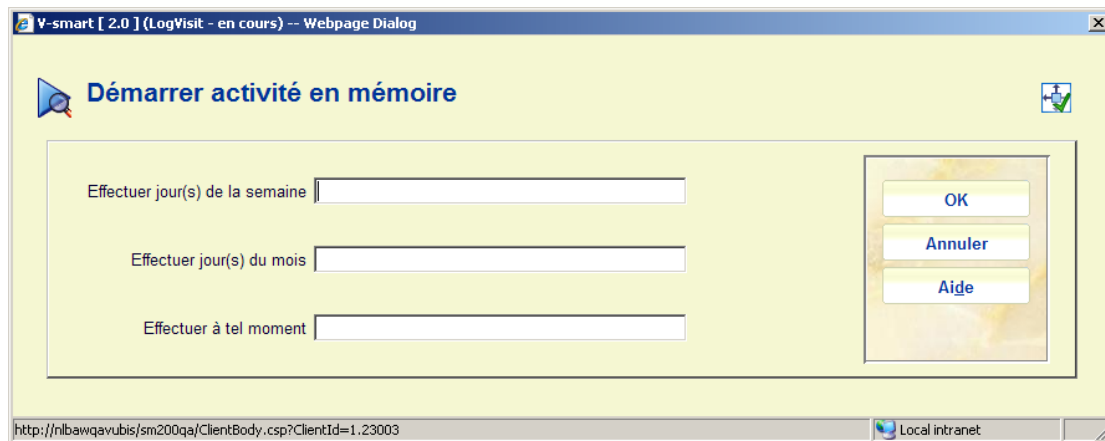 V-smart [ 2.0 ] (LogVisit - en cours) -- Webpage Dialog
Démarrer activité en mémoire
Effectuer jour(s) de la semaine
OK
Annuler
Effectuer jour(s) du mois
Aide
Effectuer à tel moment
http://nlbawqavubis/sm200qa/ClientBody.csp?ClientId=1.23003
Local intranet